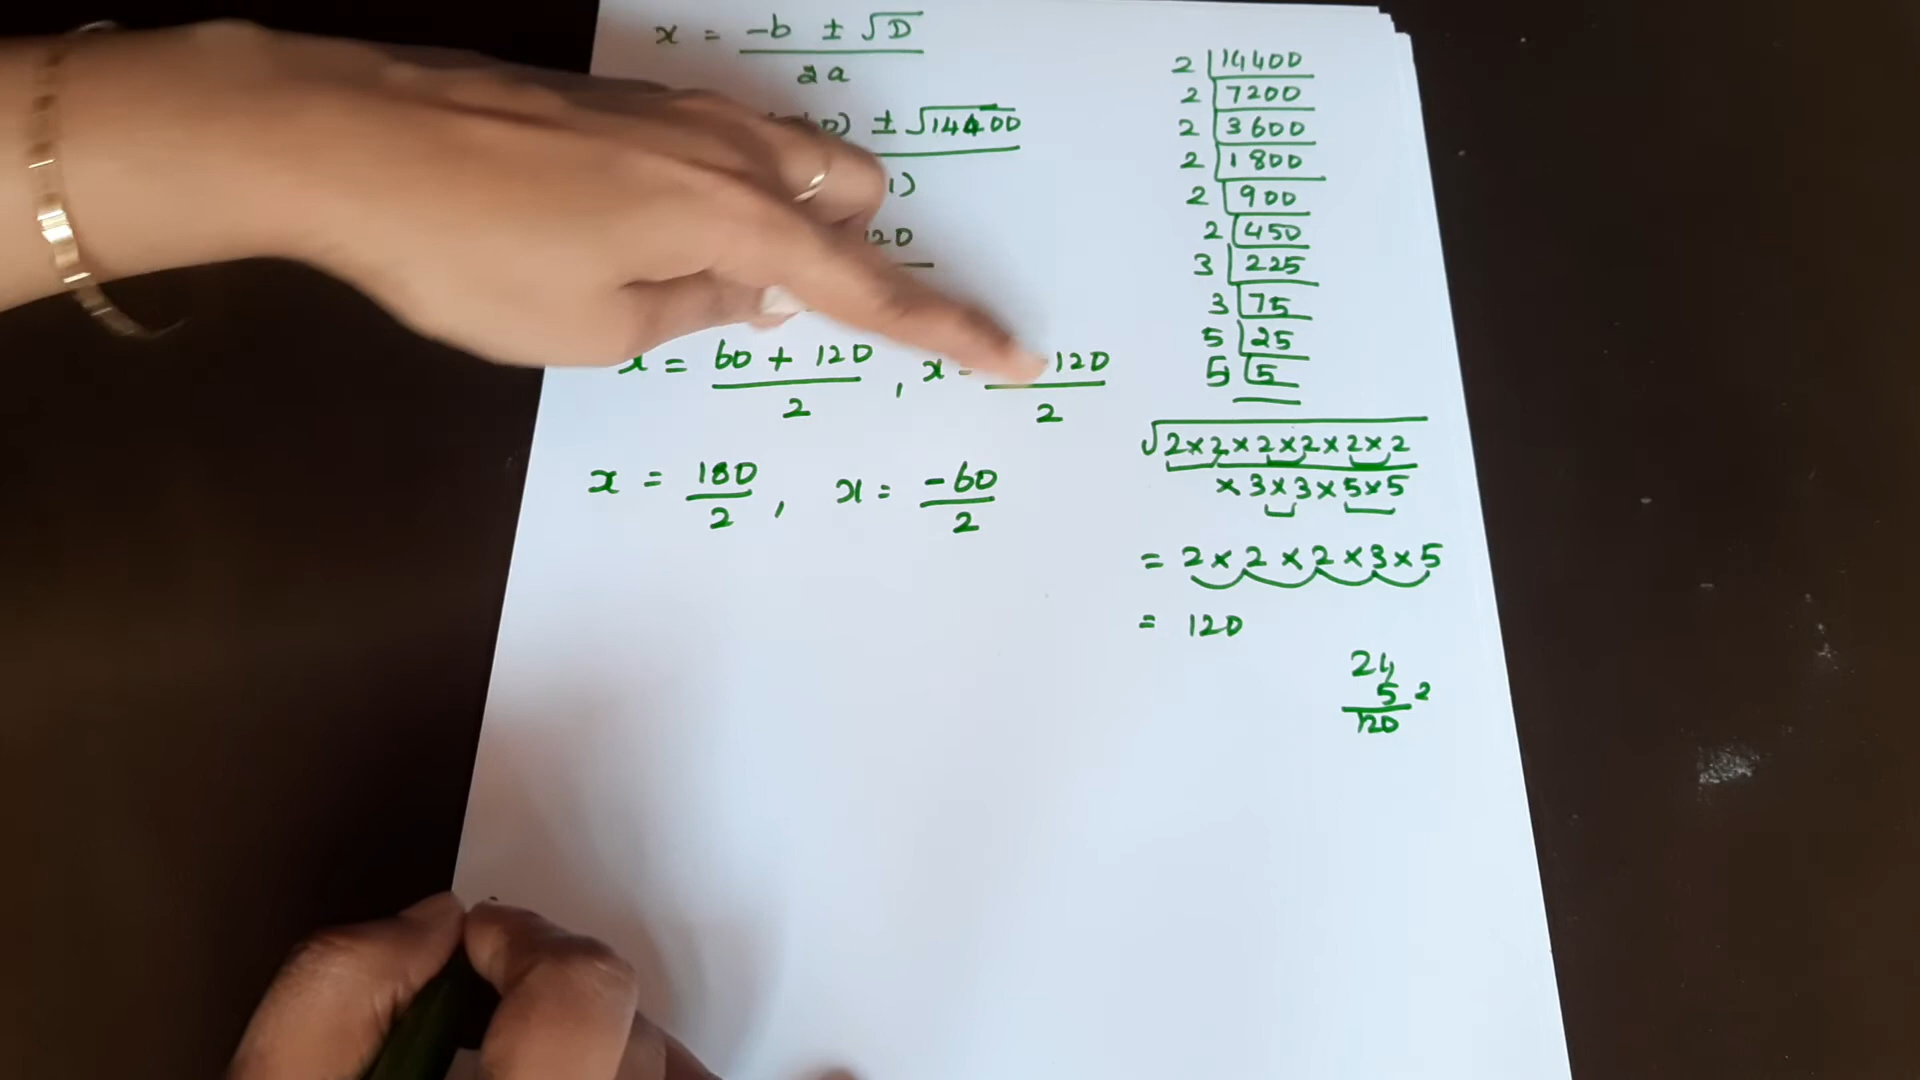 x = -b ± √D
2a
0) ± √14400
1)
120
x = 60 + 120 , x = -120
2 2
x = 180 , x = -60
2 2
2 | 14400
2 | 7200
2 | 3600
2 | 1800
2 | 900
2 | 450
3 | 225
3 | 75
5 | 25
5 | 5
√2×2×2×2×2×2
×3×3×5×5
= 2×2×2×3×5
= 120
24
5 2
120